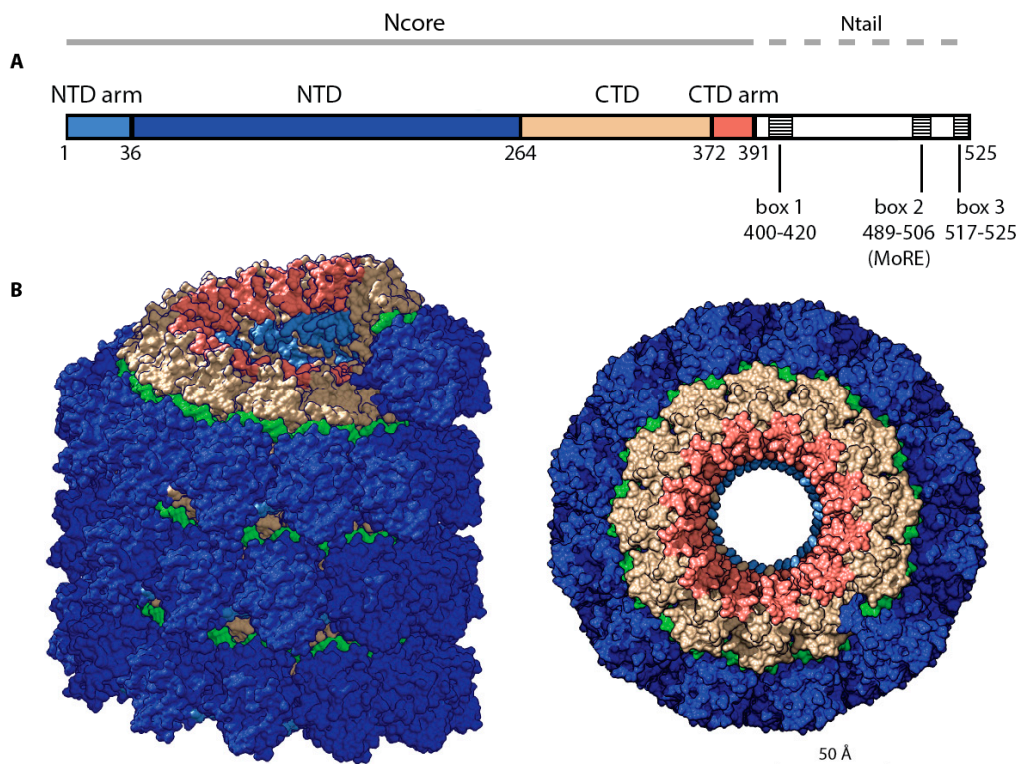 Ncore Ntail
A
NTD arm NTD CTD CTD arm
1 36 264 372 391 525
box 1 box 2 box 3
400-420 489-506 517-525
(MoRE)
B
50 Å